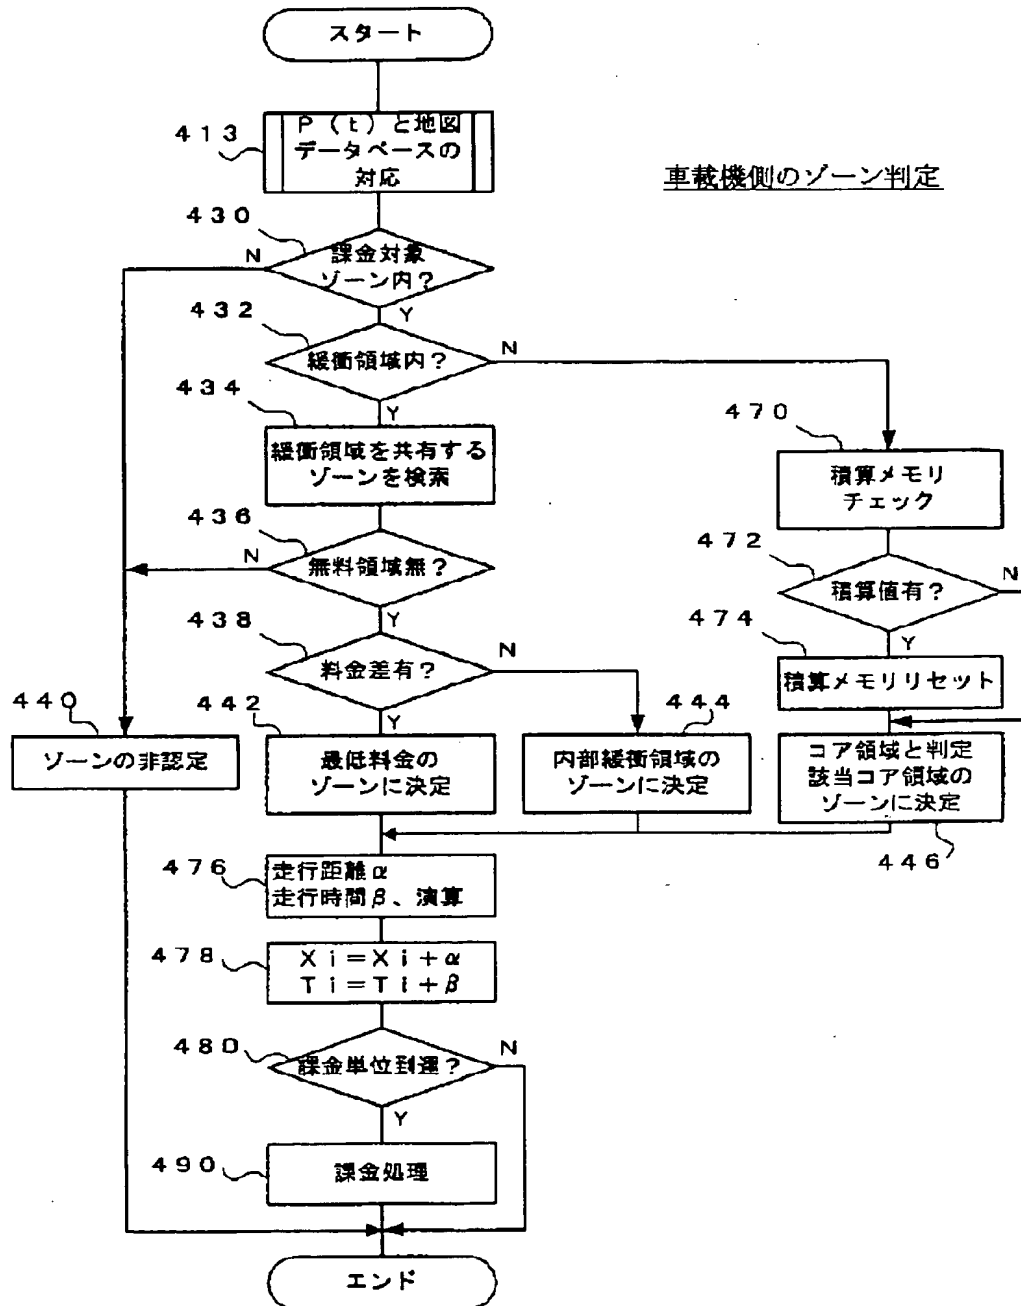 スタート
413
P(t)と地図
データベースの
対応
車載機側のゾーン判定
430
課金対象
ゾーン内?
N
Y
432
緩衝領域内?
N
Y
434
緩衝領域を共有する
ゾーンを検索
470
積算メモリ
チェック
436
無料領域無?
N
Y
472
積算値有?
N
Y
438
料金差有?
N
Y
474
積算メモリリセット
440
ゾーンの非認定
442
最低料金の
ゾーンに決定
444
内部緩衝領域の
ゾーンに決定
コア領域と判定
該当コア領域の
ゾーンに決定
446
476
走行距離α
走行時間β、演算
478
Xi=Xi+α
Ti=Ti+β
480
課金単位到達?
N
Y
490
課金処理
エンド